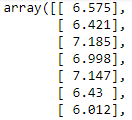 array([[ 6.575],
[ 6.421],
[ 7.185],
[ 6.998],
[ 7.147],
[ 6.43 ],
[ 6.012],